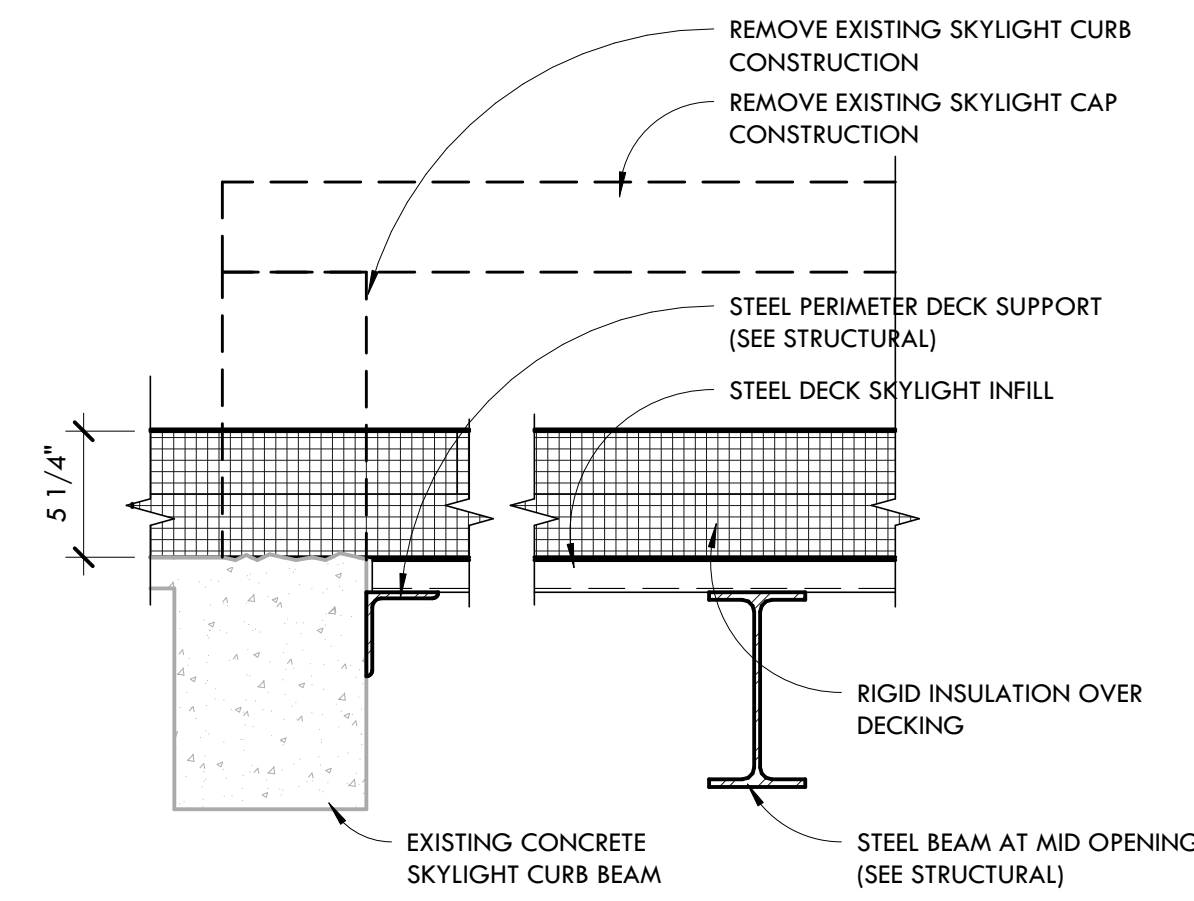 REMOVE EXISTING SKYLIGHT CURB
CONSTRUCTION
REMOVE EXISTING SKYLIGHT CAP
CONSTRUCTION
STEEL PERIMETER DECK SUPPORT
(SEE STRUCTURAL)
STEEL DECK SKYLIGHT INFILL
5 1/4"
RIGID INSULATION OVER
DECKING
EXISTING CONCRETE
SKYLIGHT CURB BEAM
STEEL BEAM AT MID OPENING
(SEE STRUCTURAL)